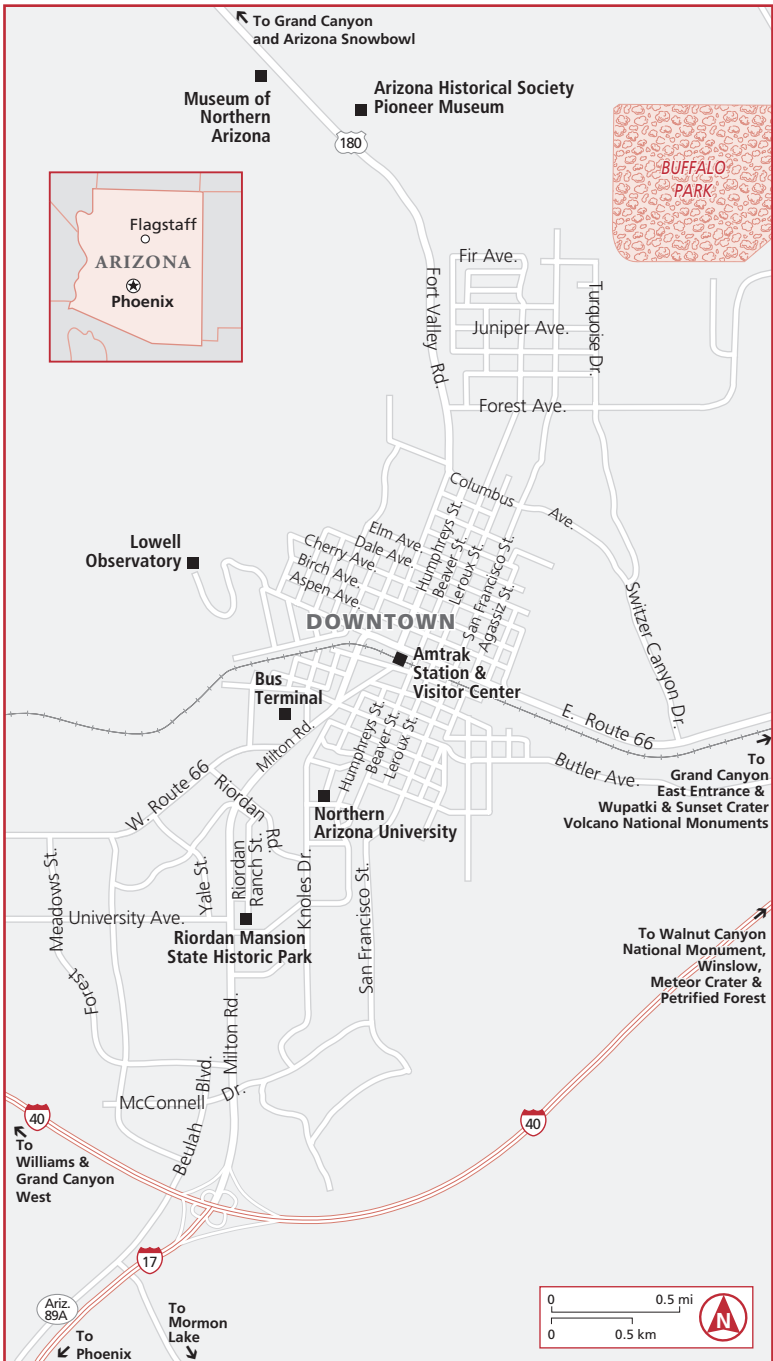 To Grand Canyon
and Arizona Snowbowl
Museum of
Northern
Arizona
Arizona Historical Society
Pioneer Museum
180
BUFFALO
PARK
Flagstaff
ARIZONA
Phoenix
Fir Ave.
Fort Valley Rd.
Turquoise Dr.
Juniper Ave.
Forest Ave.
Columbus Ave.
Lowell
Observatory
Elm Ave.
Dale Ave.
Cherry Ave.
Birch Ave.
Aspen Ave.
Humphreys St.
Beaver St.
Leroux St.
San Francisco St.
Agassiz St.
Switzer Canyon Dr.
DOWNTOWN
Amtrak
Station &
Visitor Center
Bus
Terminal
Milton Rd.
Humphreys St.
Beaver St.
Leroux St.
E. Route 66
Butler Ave.
To
Grand Canyon
East Entrance &
Wupatki & Sunset Crater
Volcano National Monuments
W. Route 66
Riordan Rd.
Northern
Arizona University
Meadows St.
Yale St.
Riordan
Ranch St.
Knoles Dr.
San Francisco St.
University Ave.
Riordan Mansion
State Historic Park
To Walnut Canyon
National Monument,
Winslow,
Meteor Crater &
Petrified Forest
Forest
Milton Rd.
Beulah Blvd.
McConnell Dr.
40
40
To
Williams &
Grand Canyon
West
17
Ariz.
89A
To
Phoenix
To
Mormon
Lake
0 0.5 mi
0 0.5 km
N